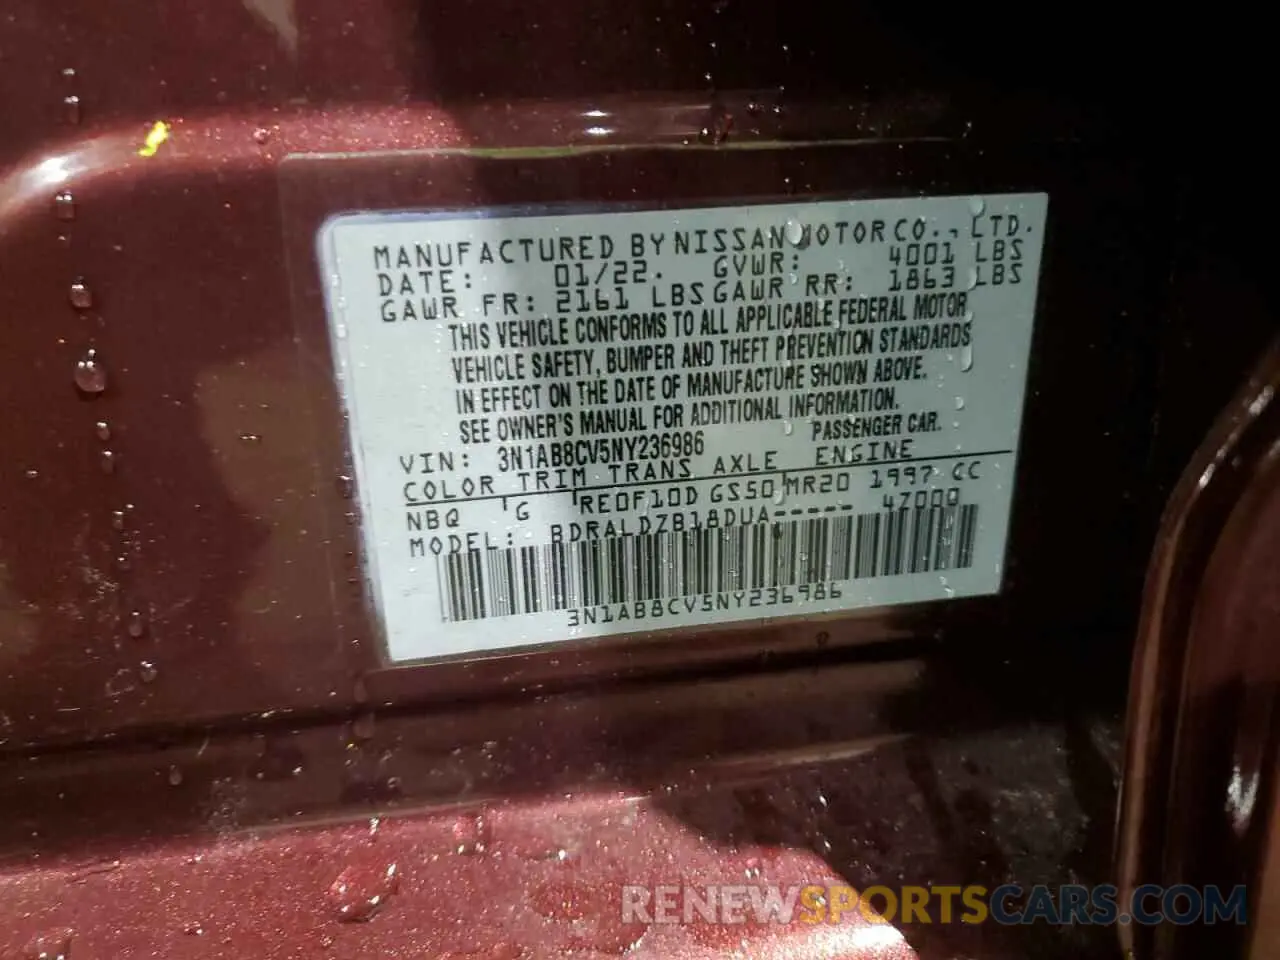 MANUFACTURED BY NISSAN MOTOR CO., LTD.
DATE: 01/22. GVWR: 4001 LBS
GAWR FR: 2161 LBS GAWR RR: 1863 LBS
THIS VEHICLE CONFORMS TO ALL APPLICABLE FEDERAL MOTOR
VEHICLE SAFETY, BUMPER AND THEFT PREVENTION STANDARDS
IN EFFECT ON THE DATE OF MANUFACTURE SHOWN ABOVE.
SEE OWNER'S MANUAL FOR ADDITIONAL INFORMATION.
VIN: 3N1AB8CV5NY236986 PASSENGER CAR.
COLOR TRIM TRANS AXLE ENGINE
NBQ G RE0F10D GS50 MR20 1997 CC
MODEL: BDRALDZB18DUA----- 4Z000
3N1AB8CV5NY236986
RENEWSPORTSCARS.COM